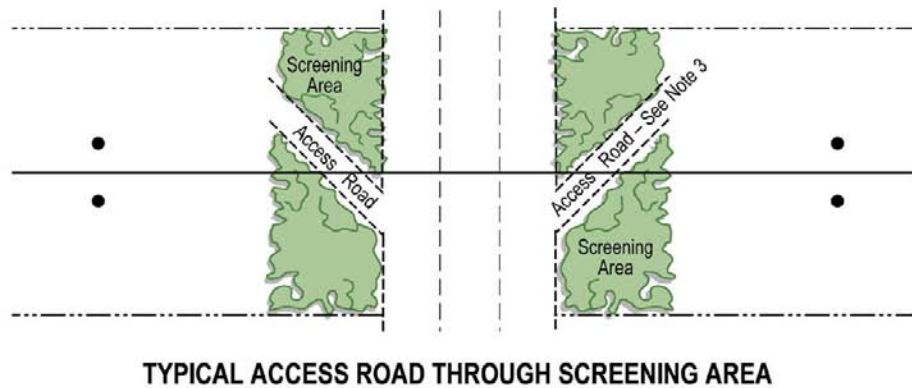 Screening
Area
Access Road
Access Road - See Note 3
Screening
Area
TYPICAL ACCESS ROAD THROUGH SCREENING AREA